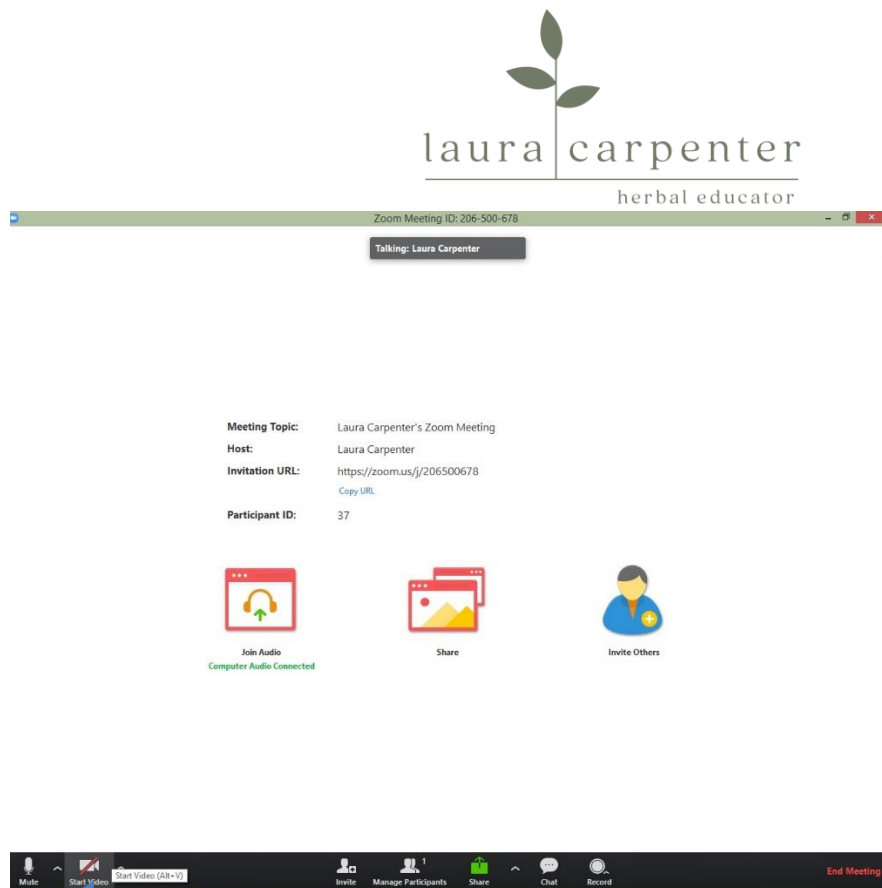 laura carpenter
herbal educator
Zoom Meeting ID: 206-500-678
Talking: Laura Carpenter
Meeting Topic: Laura Carpenter's Zoom Meeting
Host: Laura Carpenter
Invitation URL: https://zoom.us/j/206500678
Copy URL
Participant ID: 37
Join Audio Share Invite Others
Computer Audio Connected
Mute Start Video Start Video (Alt+V) Invite Manage Participants 1 Share Chat Record End Meeting